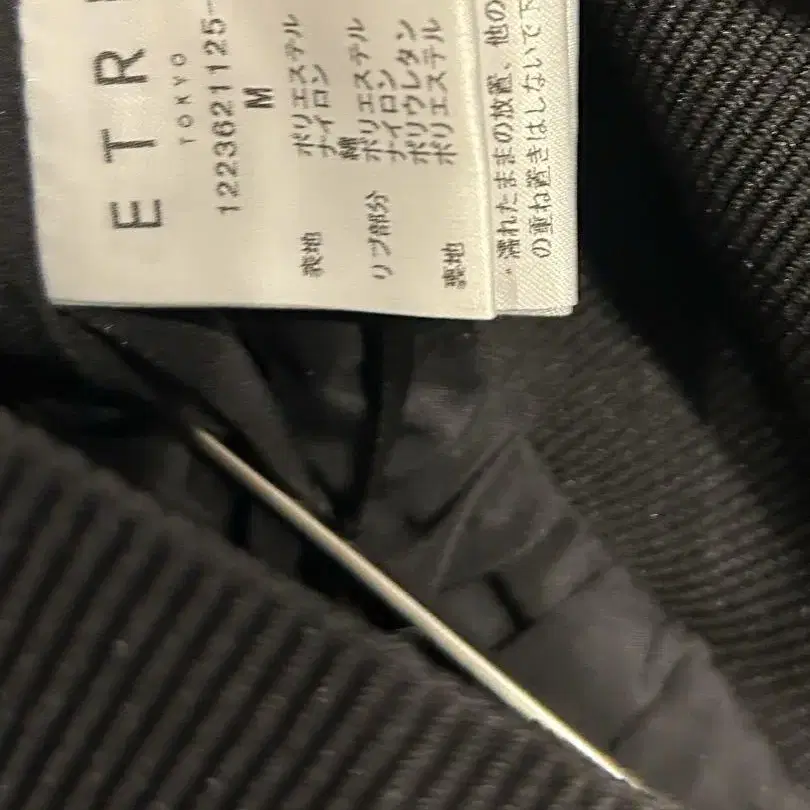 ETR
TOKYO
1223621125-
M
表地 ポリエステル
ナイロン
リブ部分 綿
ポリエステル
ナイロン
ポリウレタン
裏地 ポリエステル
・濡れたままの放置、他の
の重ね置きはしないで下